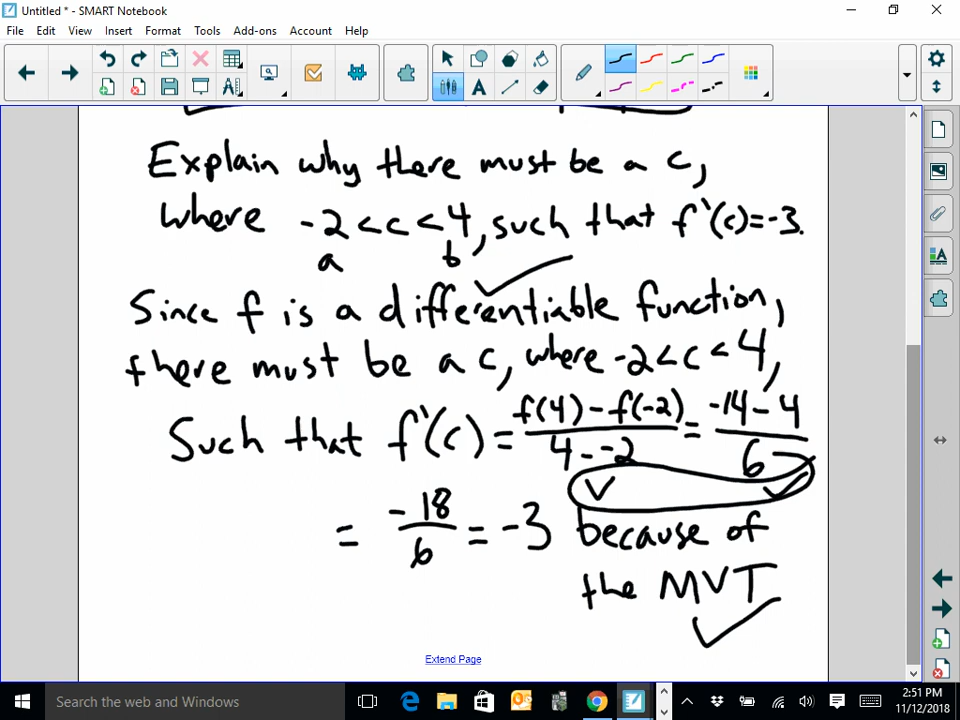 Untitled * - SMART Notebook
File Edit View Insert Format Tools Add-ons Account Help
Explain why there must be a c,
where -2 < c < 4, such that f'(c) = -3.
a b
Since f is a differentiable function,
there must be a c, where -2 < c < 4,
Such that f'(c) = f(4) - f(-2) / 4 - -2 = -14 - 4 / 6
= -18 / 6 = -3 because of
the MVT
Extend Page
Search the web and Windows
2:51 PM
11/12/2018